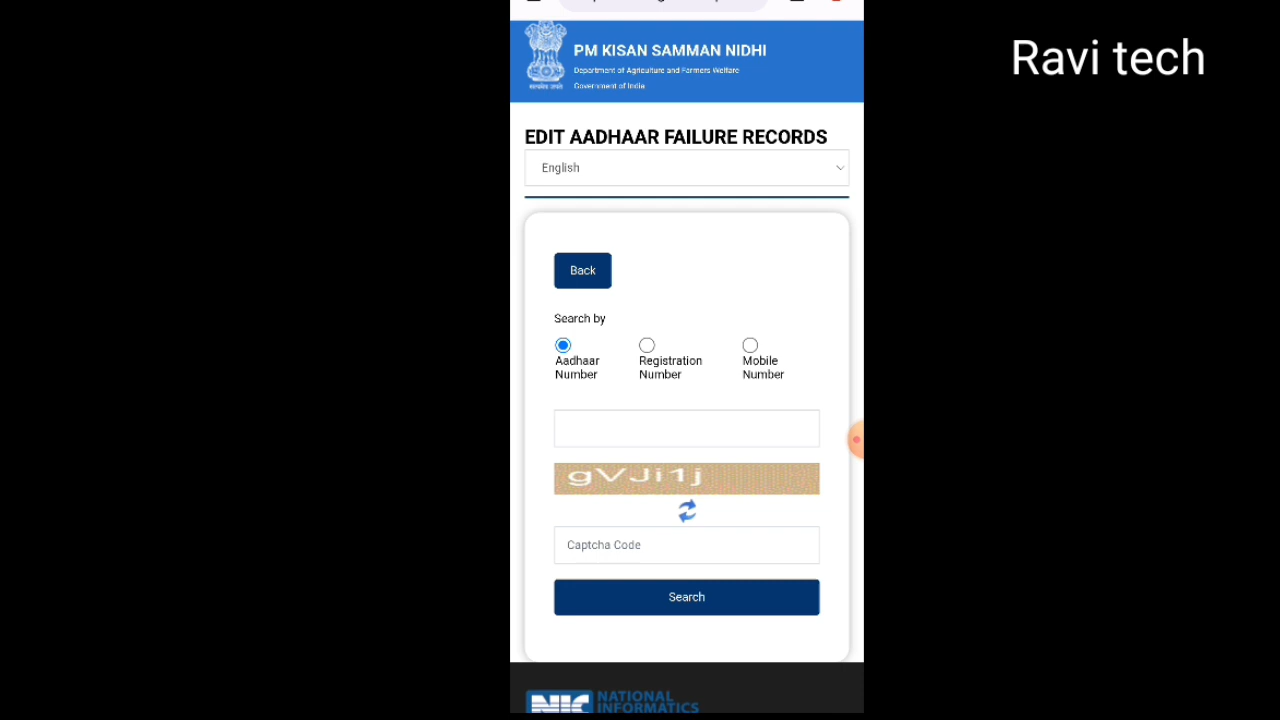 Ravi tech
PM KISAN SAMMAN NIDHI
Department of Agriculture and Farmers Welfare
Government of India
EDIT AADHAAR FAILURE RECORDS
English
Back
Search by
Aadhaar Number
Registration Number
Mobile Number
gVJi1j
Captcha Code
Search
NIC NATIONAL
INFORMATICS